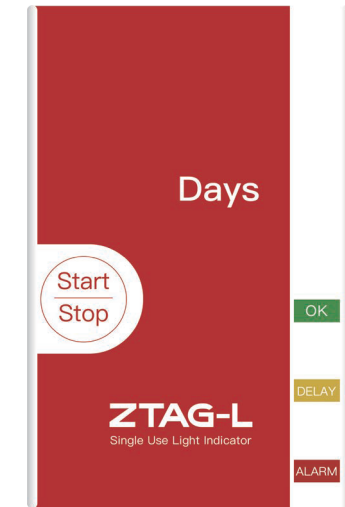 Days
Start
Stop
OK
DELAY
ZTAG-L
Single Use Light Indicator
ALARM